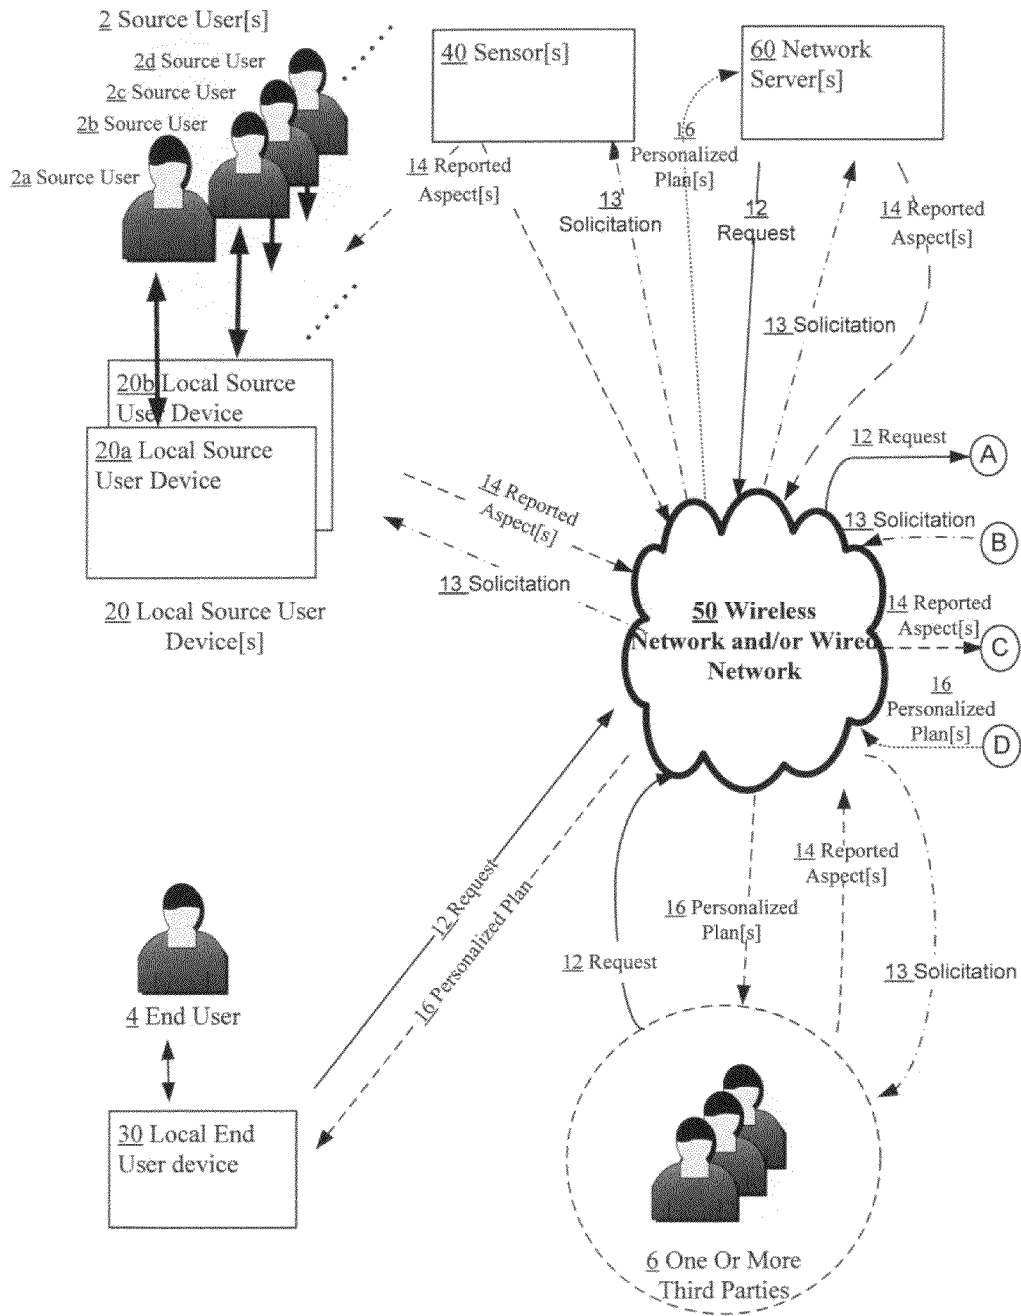 2 Source User[s]
2d Source User
2c Source User
2b Source User
2a Source User
40 Sensor[s]
60 Network
Server[s]
16
Personalized
Plan[s]
14 Reported
Aspect[s]
13
Solicitation
12
Request
14 Reported
Aspect[s]
13 Solicitation
20b Local Source
User Device
20a Local Source
User Device
20 Local Source User
Device[s]
14 Reported
Aspect[s]
13 Solicitation
12 Request
A
13 Solicitation
B
50 Wireless
Network and/or Wired
Network
14 Reported
Aspect[s]
C
16
Personalized
Plan[s]
D
12 Request
16 Personalized Plan
14 Reported
Aspect[s]
16 Personalized
Plan[s]
12 Request
13 Solicitation
4 End User
30 Local End
User device
6 One Or More
Third Parties